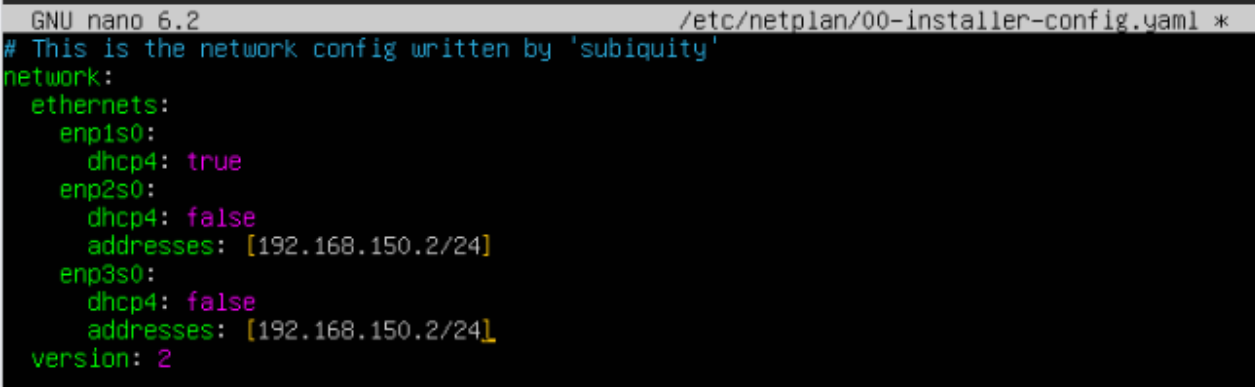 GNU nano 6.2 /etc/netplan/00-installer-config.yaml *
# This is the network config written by 'subiquity'
network:
  ethernets:
    enp1s0:
      dhcp4: true
    enp2s0:
      dhcp4: false
      addresses: [192.168.150.2/24]
    enp3s0:
      dhcp4: false
      addresses: [192.168.150.2/24]
  version: 2